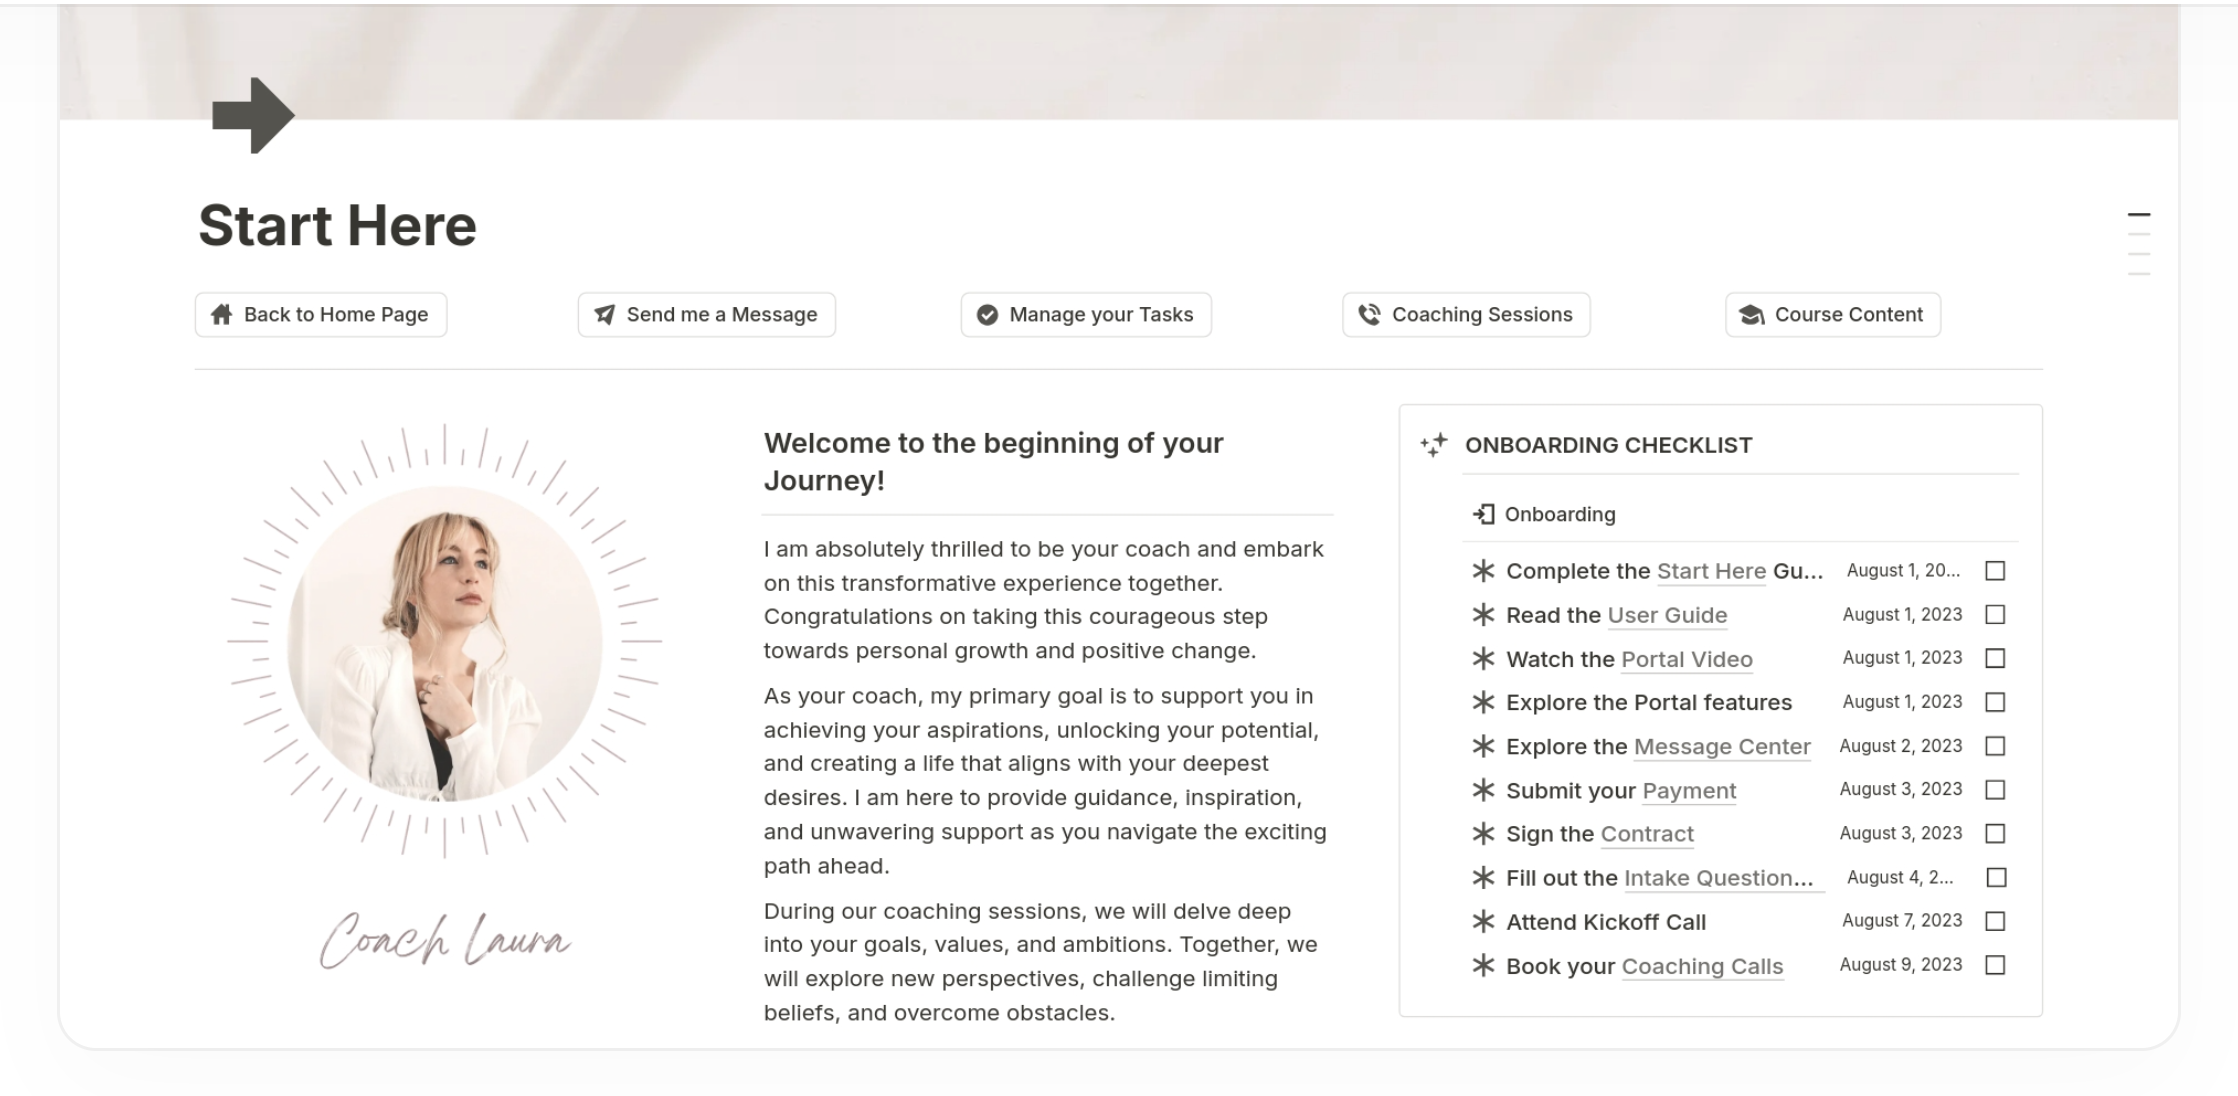 Start Here
Back to Home Page
Send me a Message
Manage your Tasks
Coaching Sessions
Course Content
Coach Laura
Welcome to the beginning of your
Journey!
I am absolutely thrilled to be your coach and embark
on this transformative experience together.
Congratulations on taking this courageous step
towards personal growth and positive change.
As your coach, my primary goal is to support you in
achieving your aspirations, unlocking your potential,
and creating a life that aligns with your deepest
desires. I am here to provide guidance, inspiration,
and unwavering support as you navigate the exciting
path ahead.
During our coaching sessions, we will delve deep
into your goals, values, and ambitions. Together, we
will explore new perspectives, challenge limiting
beliefs, and overcome obstacles.
ONBOARDING CHECKLIST
Onboarding
Complete the Start Here Gu... August 1, 20...
Read the User Guide August 1, 2023
Watch the Portal Video August 1, 2023
Explore the Portal features August 1, 2023
Explore the Message Center August 2, 2023
Submit your Payment August 3, 2023
Sign the Contract August 3, 2023
Fill out the Intake Question... August 4, 2...
Attend Kickoff Call August 7, 2023
Book your Coaching Calls August 9, 2023